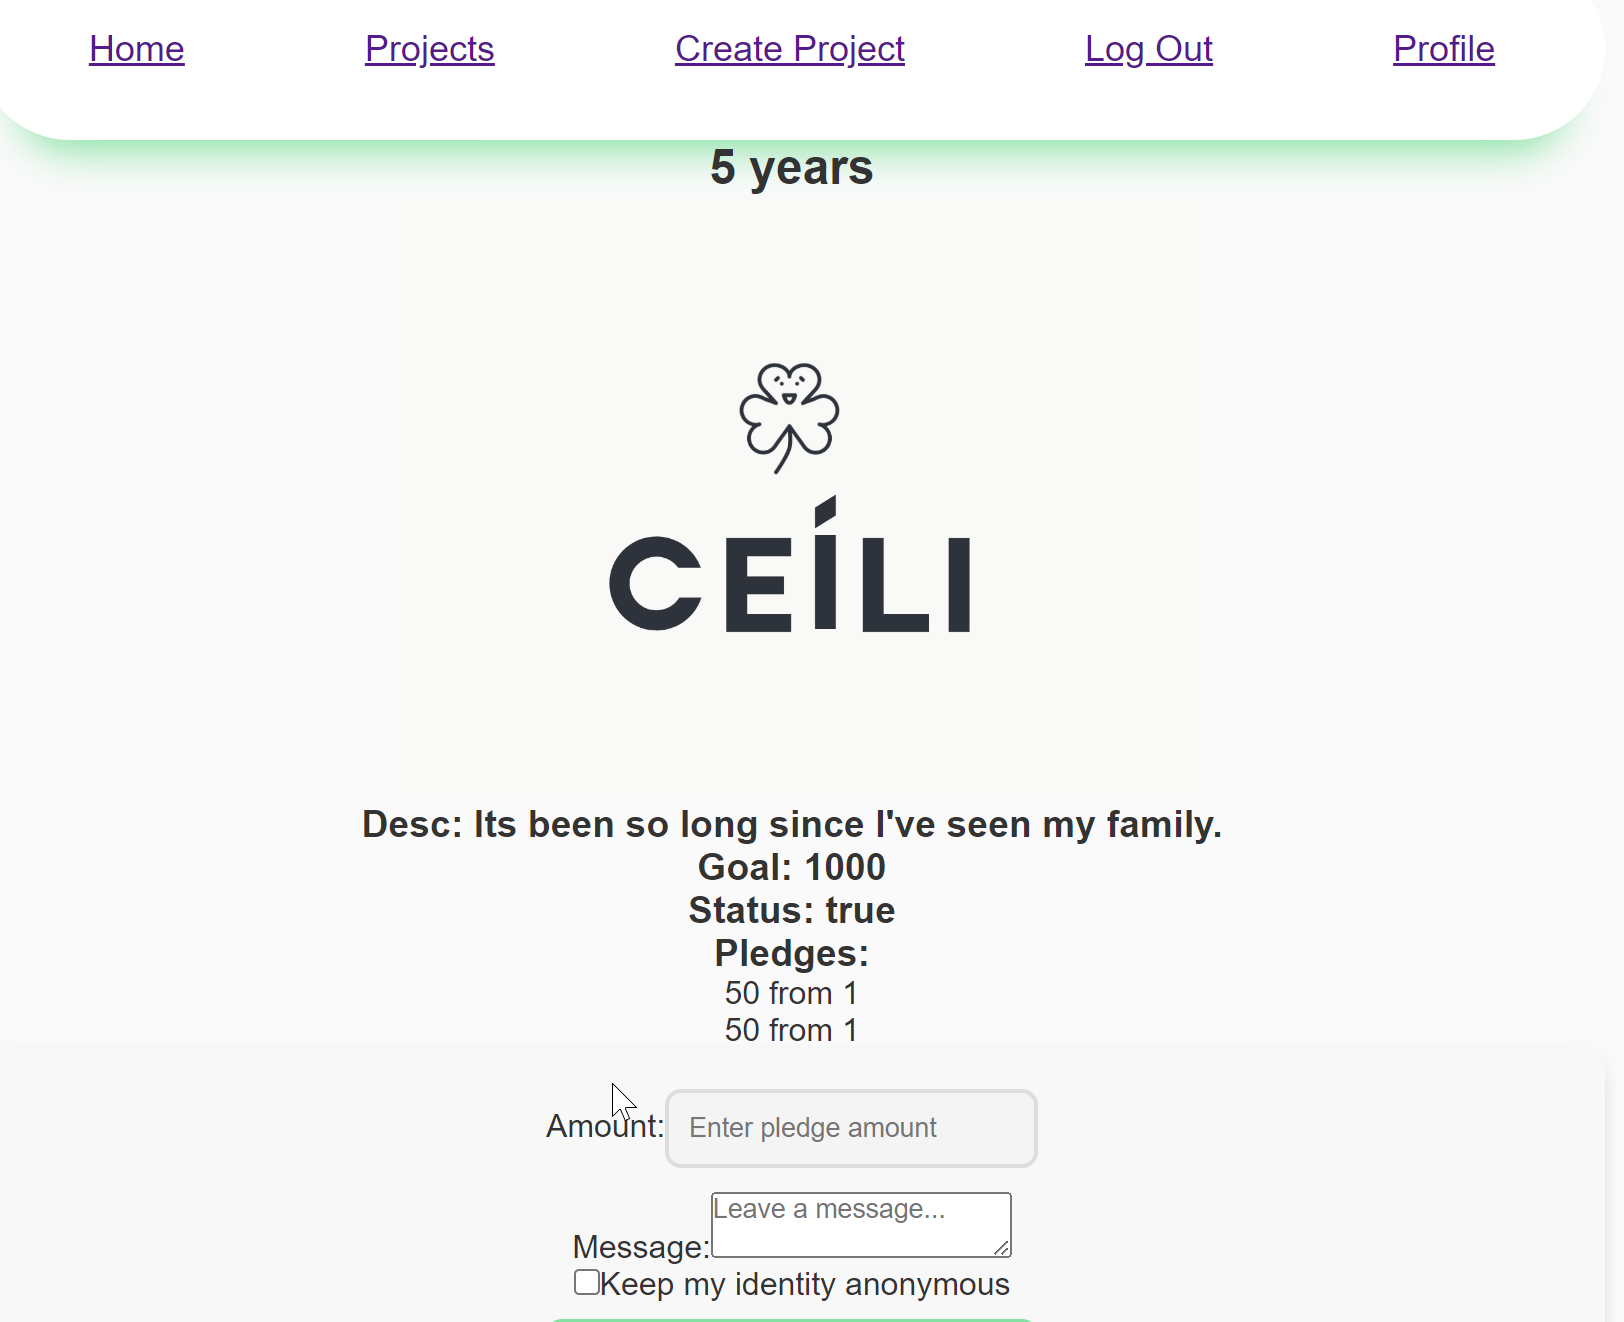 Home Projects Create Project Log Out Profile
5 years
CEÍLI
Desc: Its been so long since I've seen my family.
Goal: 1000
Status: true
Pledges:
50 from 1
50 from 1
Amount: Enter pledge amount
Message: Leave a message...
Keep my identity anonymous